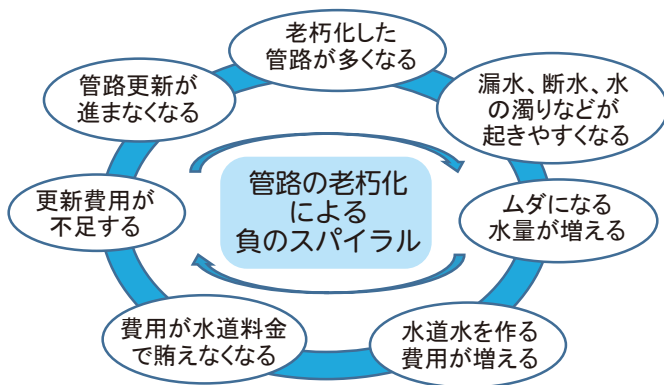 老朽化した
管路が多くなる
漏水、断水、水
の濁りなどが
起きやすくなる
ムダになる
水量が増える
水道水を作る
費用が増える
費用が水道料金
で賄えなくなる
更新費用が
不足する
管路更新が
進まなくなる
管路の老朽化
による
負のスパイラル